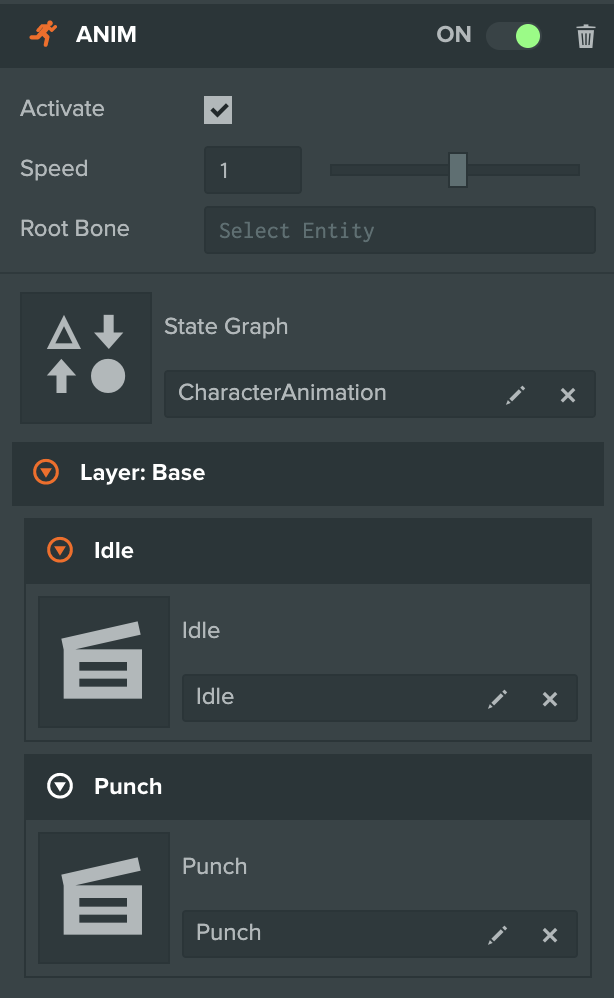 ANIM ON
Activate
Speed 1
Root Bone Select Entity
State Graph
CharacterAnimation
Layer: Base
Idle
Idle
Idle
Punch
Punch
Punch